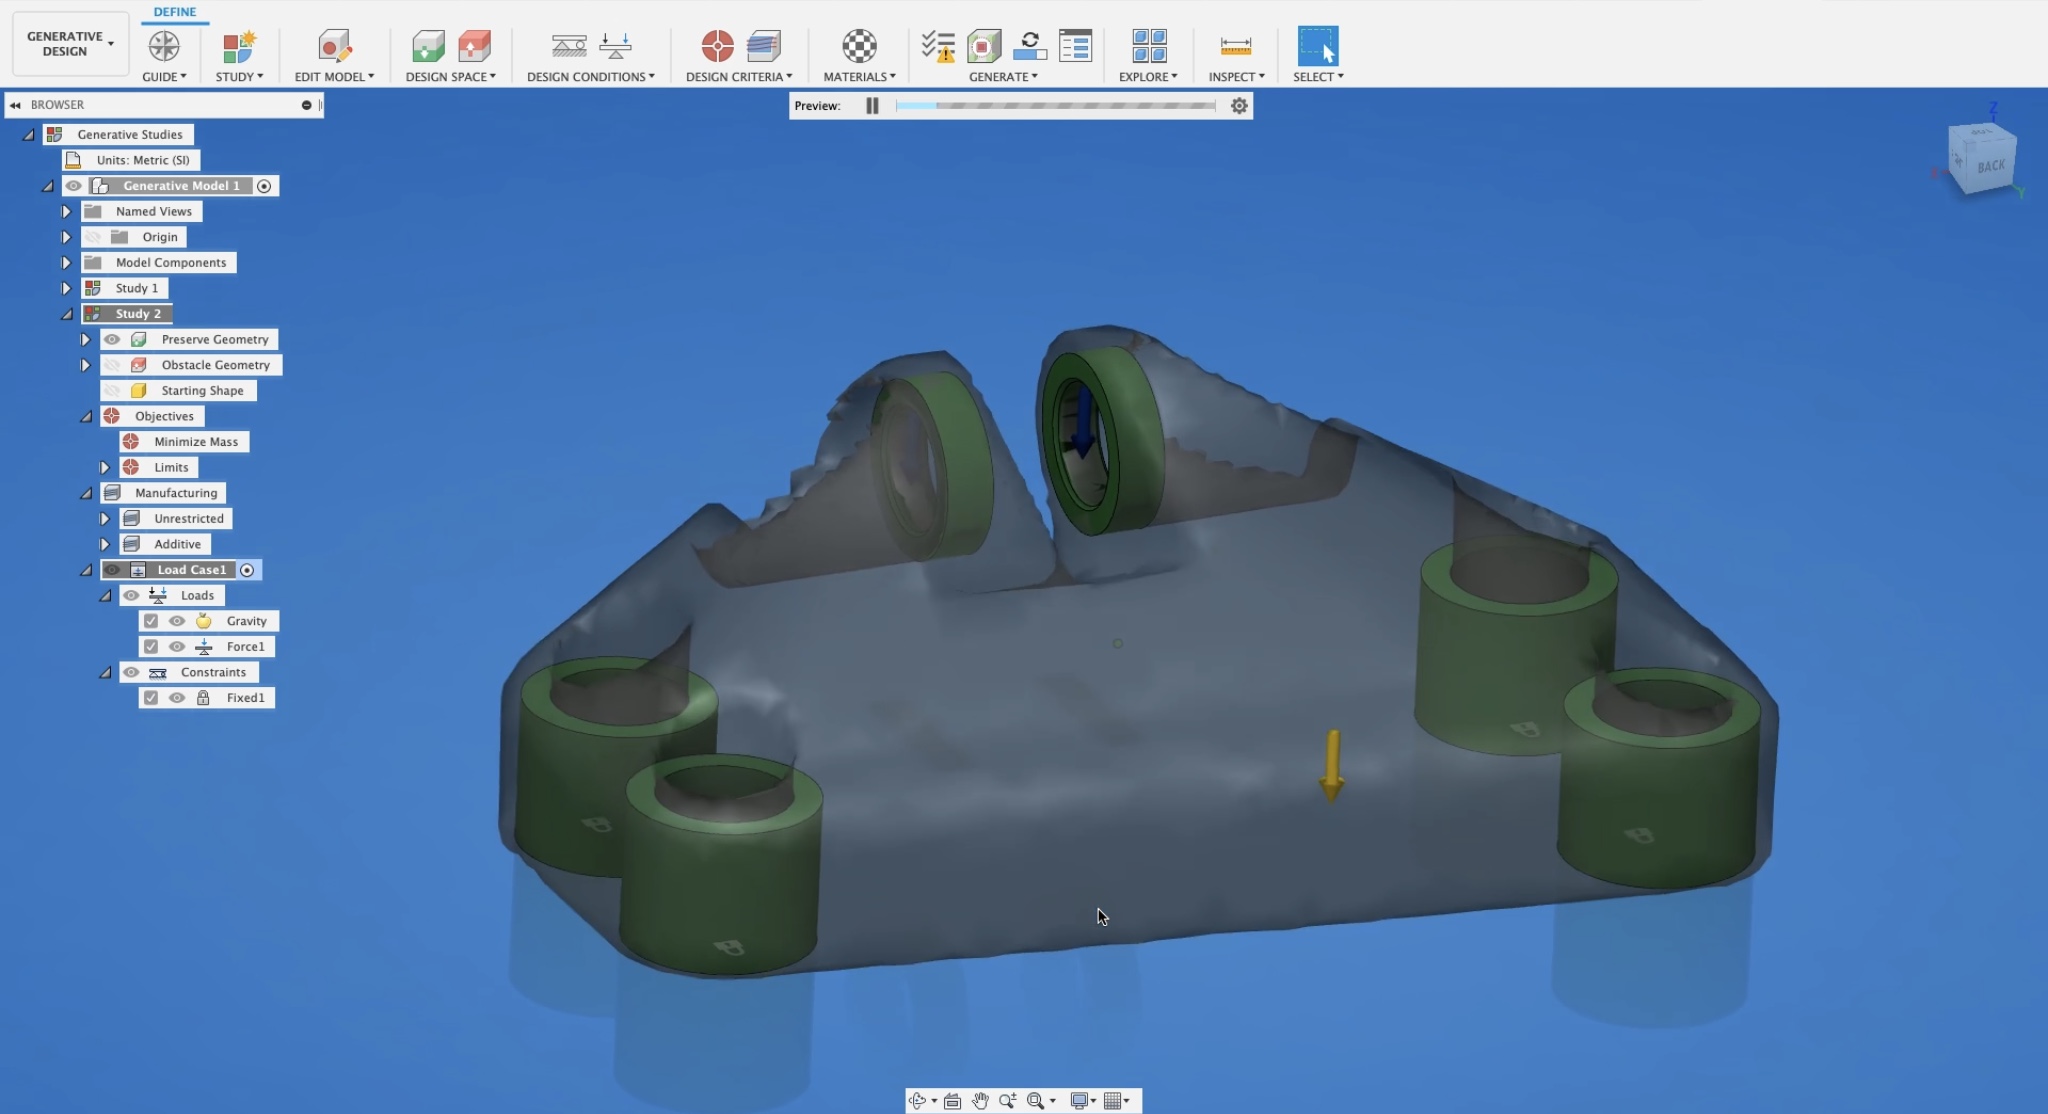 DEFINE
GENERATIVE
DESIGN
GUIDE
STUDY
EDIT MODEL
DESIGN SPACE
DESIGN CONDITIONS
DESIGN CRITERIA
MATERIALS
GENERATE
EXPLORE
INSPECT
SELECT
BROWSER
Preview:
Generative Studies
Units: Metric (SI)
Generative Model 1
Named Views
Origin
Model Components
Study 1
Study 2
Preserve Geometry
Obstacle Geometry
Starting Shape
Objectives
Minimize Mass
Limits
Manufacturing
Unrestricted
Additive
Load Case1
Loads
Gravity
Force1
Constraints
Fixed1
Z
BACK
Y